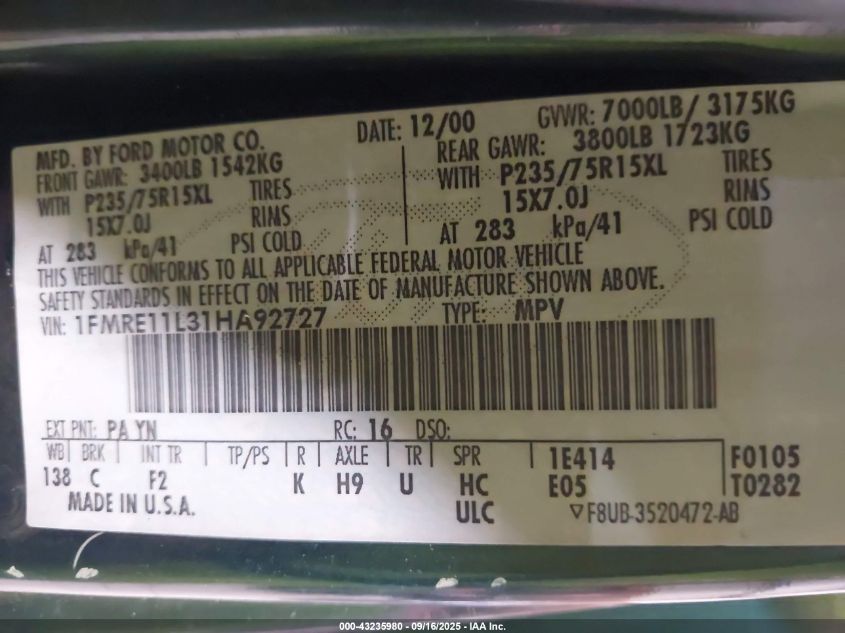 MFD. BY FORD MOTOR CO. DATE: 12/00 GVWR: 7000LB/ 3175KG
FRONT GAWR: 3400LB 1542KG REAR GAWR: 3800LB 1723KG
WITH P235/75R15XL TIRES WITH P235/75R15XL TIRES
15X7.0J RIMS 15X7.0J RIMS
AT 283 kPa/41 PSI COLD AT 283 kPa/41 PSI COLD
THIS VEHICLE CONFORMS TO ALL APPLICABLE FEDERAL MOTOR VEHICLE
SAFETY STANDARDS IN EFFECT ON THE DATE OF MANUFACTURE SHOWN ABOVE.
VIN: 1FMRE11L31HA92727 TYPE: MPV
EXT PNT: PA YN RC: 16 DSO:
WB BRK INT TR TP/PS R AXLE TR SPR 1E414 F0105
138 C F2 K H9 U HC E05 T0282
MADE IN U.S.A. ULC ▽F8UB-3520472-AB
000-43235980 - 09/16/2025 - IAA Inc.